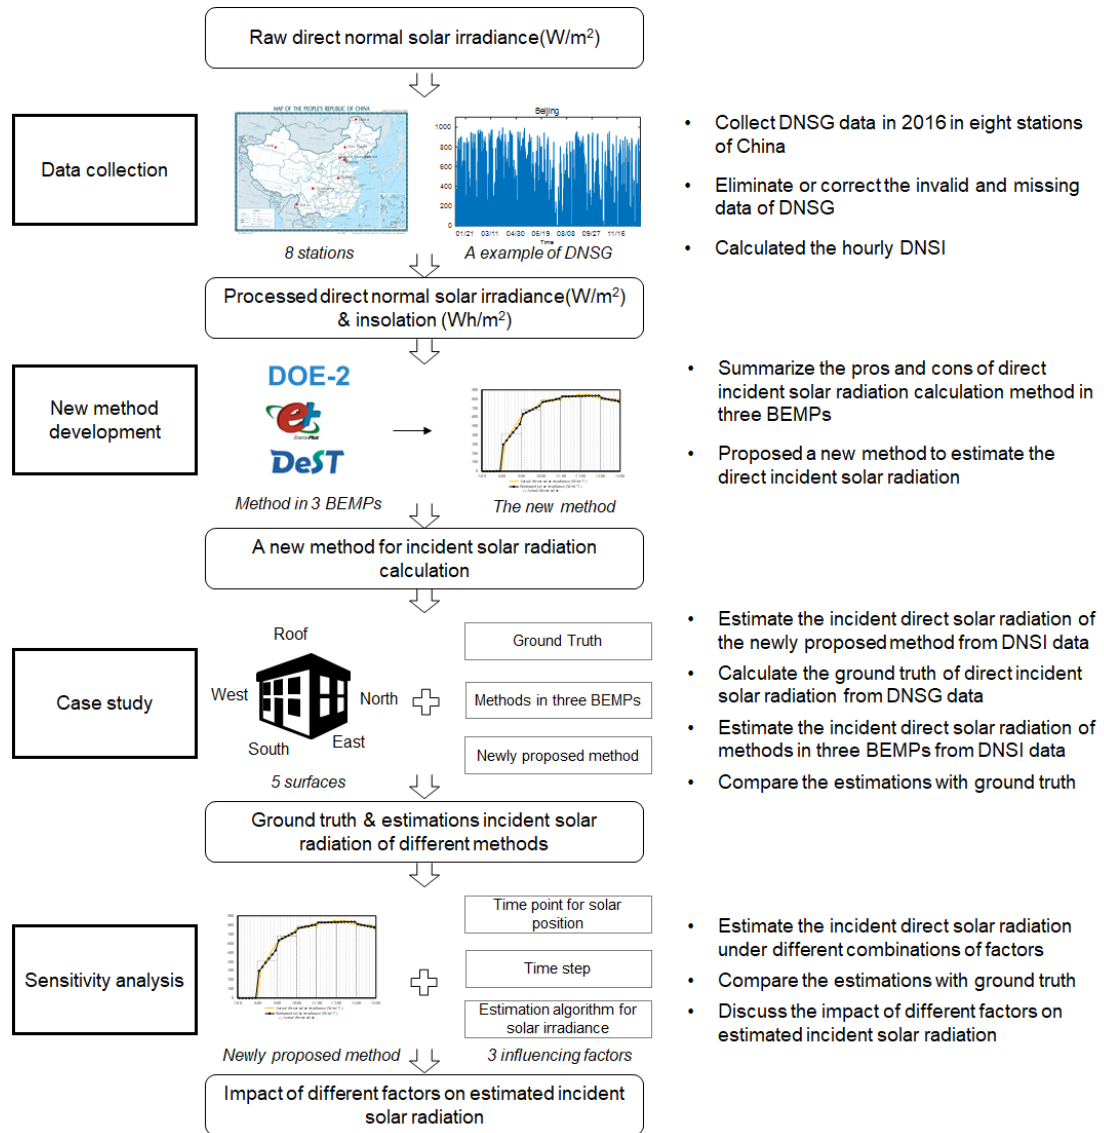 Raw direct normal solar irradiance(W/m²)
Data collection
MAP OF THE PEOPLE'S REPUBLIC OF CHINA
8 stations
Beijing
1000
800
600
400
200
0
01/21 03/11 04/30 06/19 08/08 09/27 11/16
Time
A example of DNSG
• Collect DNSG data in 2016 in eight stations
of China
• Eliminate or correct the invalid and missing
data of DNSG
• Calculated the hourly DNSI
Processed direct normal solar irradiance(W/m²)
& insolation (Wh/m²)
New method
development
DOE-2
e+
EnergyPlus
DeST
Method in 3 BEMPs
The new method
• Summarize the pros and cons of direct
incident solar radiation calculation method in
three BEMPs
• Proposed a new method to estimate the
direct incident solar radiation
A new method for incident solar radiation
calculation
Case study
Roof
West
North
South
East
5 surfaces
Ground Truth
Methods in three BEMPs
Newly proposed method
• Estimate the incident direct solar radiation of
the newly proposed method from DNSI data
• Calculate the ground truth of direct incident
solar radiation from DNSG data
• Estimate the incident direct solar radiation of
methods in three BEMPs from DNSI data
• Compare the estimations with ground truth
Ground truth & estimations incident solar
radiation of different methods
Sensitivity analysis
Newly proposed method
Time point for solar
position
Time step
Estimation algorithm for
solar irradiance
3 influencing factors
• Estimate the incident direct solar radiation
under different combinations of factors
• Compare the estimations with ground truth
• Discuss the impact of different factors on
estimated incident solar radiation
Impact of different factors on estimated incident
solar radiation